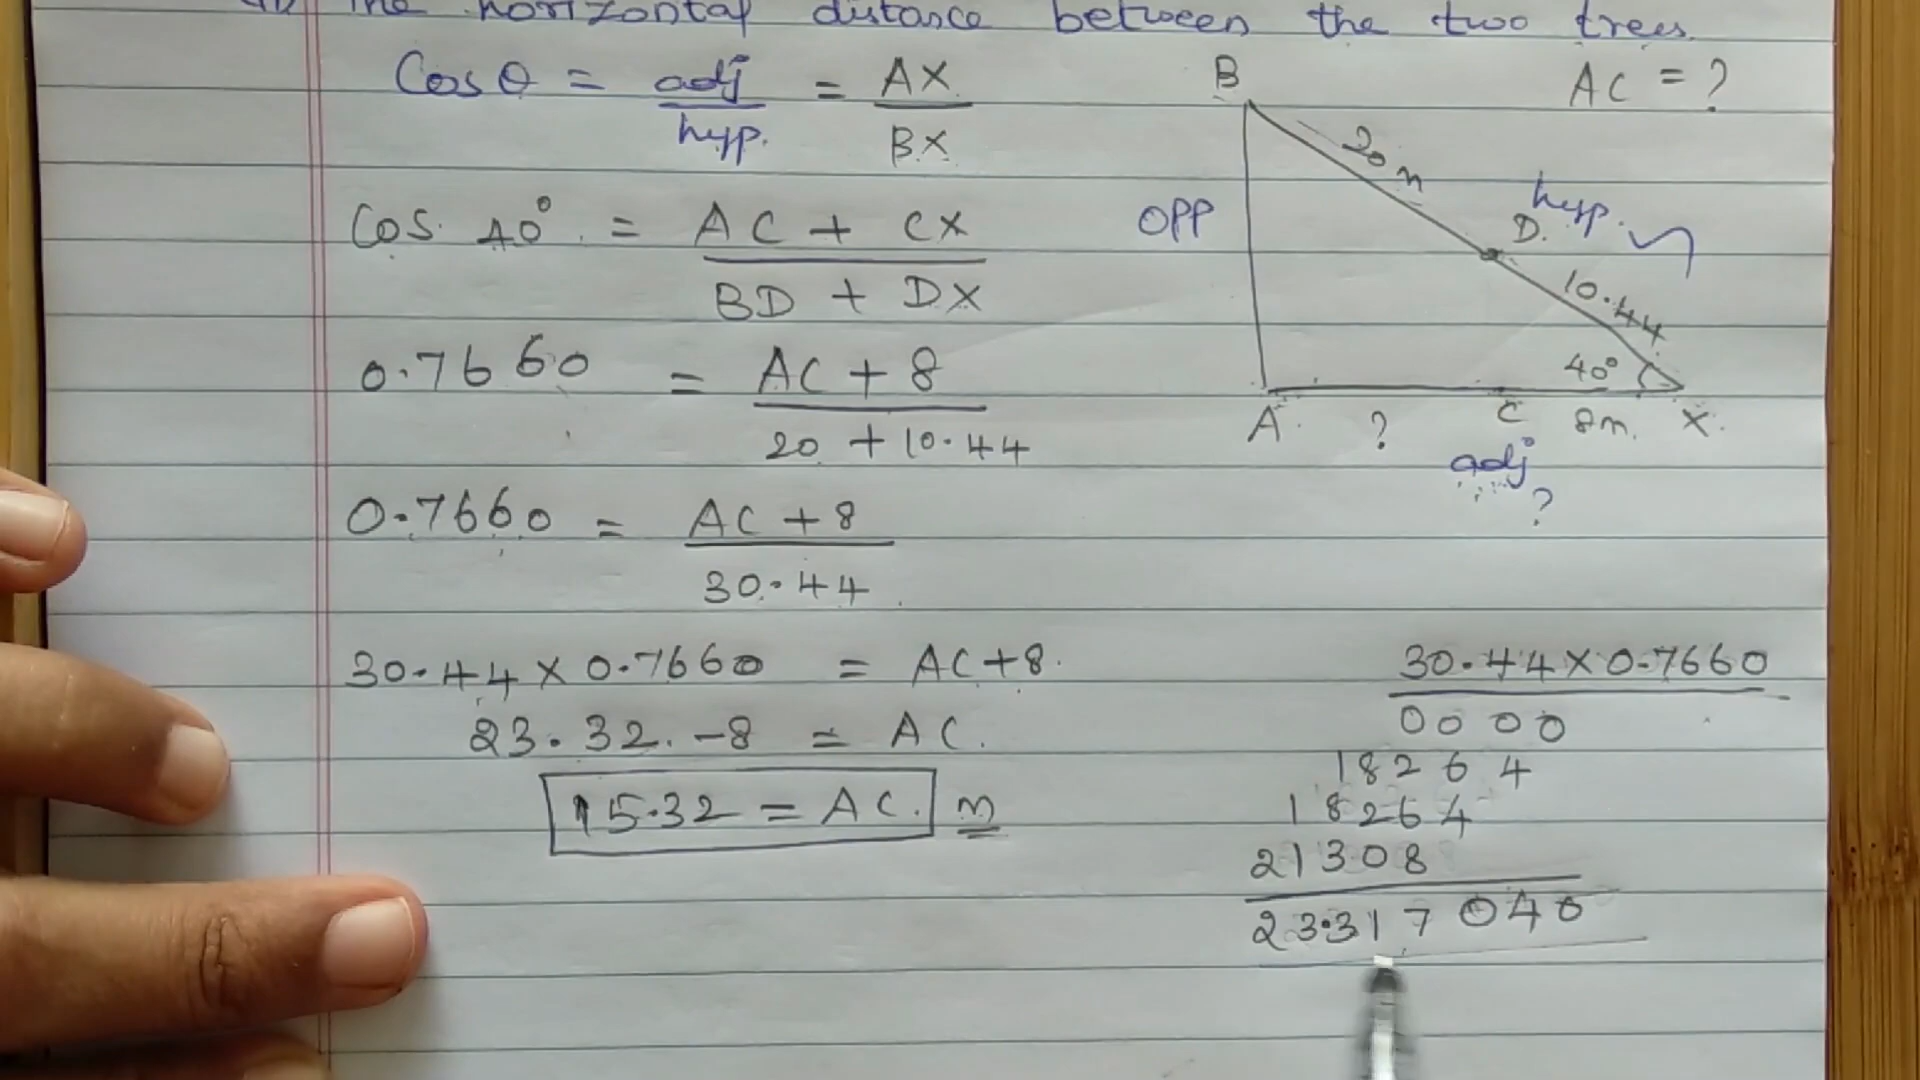 The horizontal distance between the two trees.
Cosθ = adj/hyp. = AX/BX
Cos 40° = AC + CX / BD + DX
0.7660 = AC + 8 / 20 + 10.44
0.7660 = AC + 8 / 30.44
30.44 × 0.7660 = AC + 8.
23.32. - 8 = AC.
15.32 = AC. m
AC = ?
B
20 m
hyp.
D.
OPP
10.44
40°
A. ? C 8m. X.
adj
?
30.44 × 0.7660
0000
18264
18264
21308
23.317040